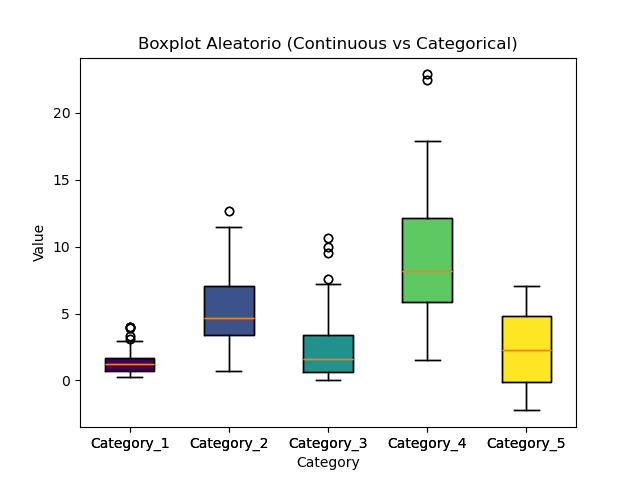 Boxplot Aleatorio (Continuous vs Categorical)
20
15
10
5
0
Value
Category_1 Category_2 Category_3 Category_4 Category_5
Category